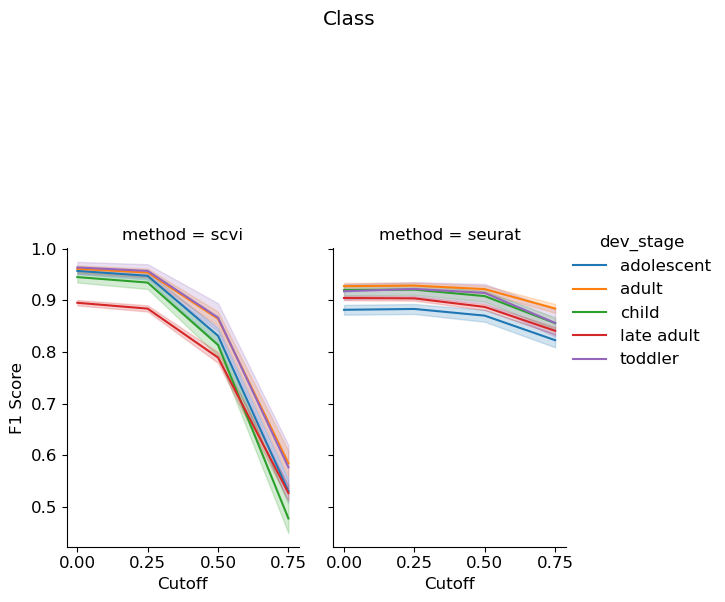 Class
method = scvi
method = seurat
dev_stage
adolescent
adult
child
late adult
toddler
F1 Score
1.0
0.9
0.8
0.7
0.6
0.5
0.00 0.25 0.50 0.75
0.00 0.25 0.50 0.75
Cutoff
Cutoff